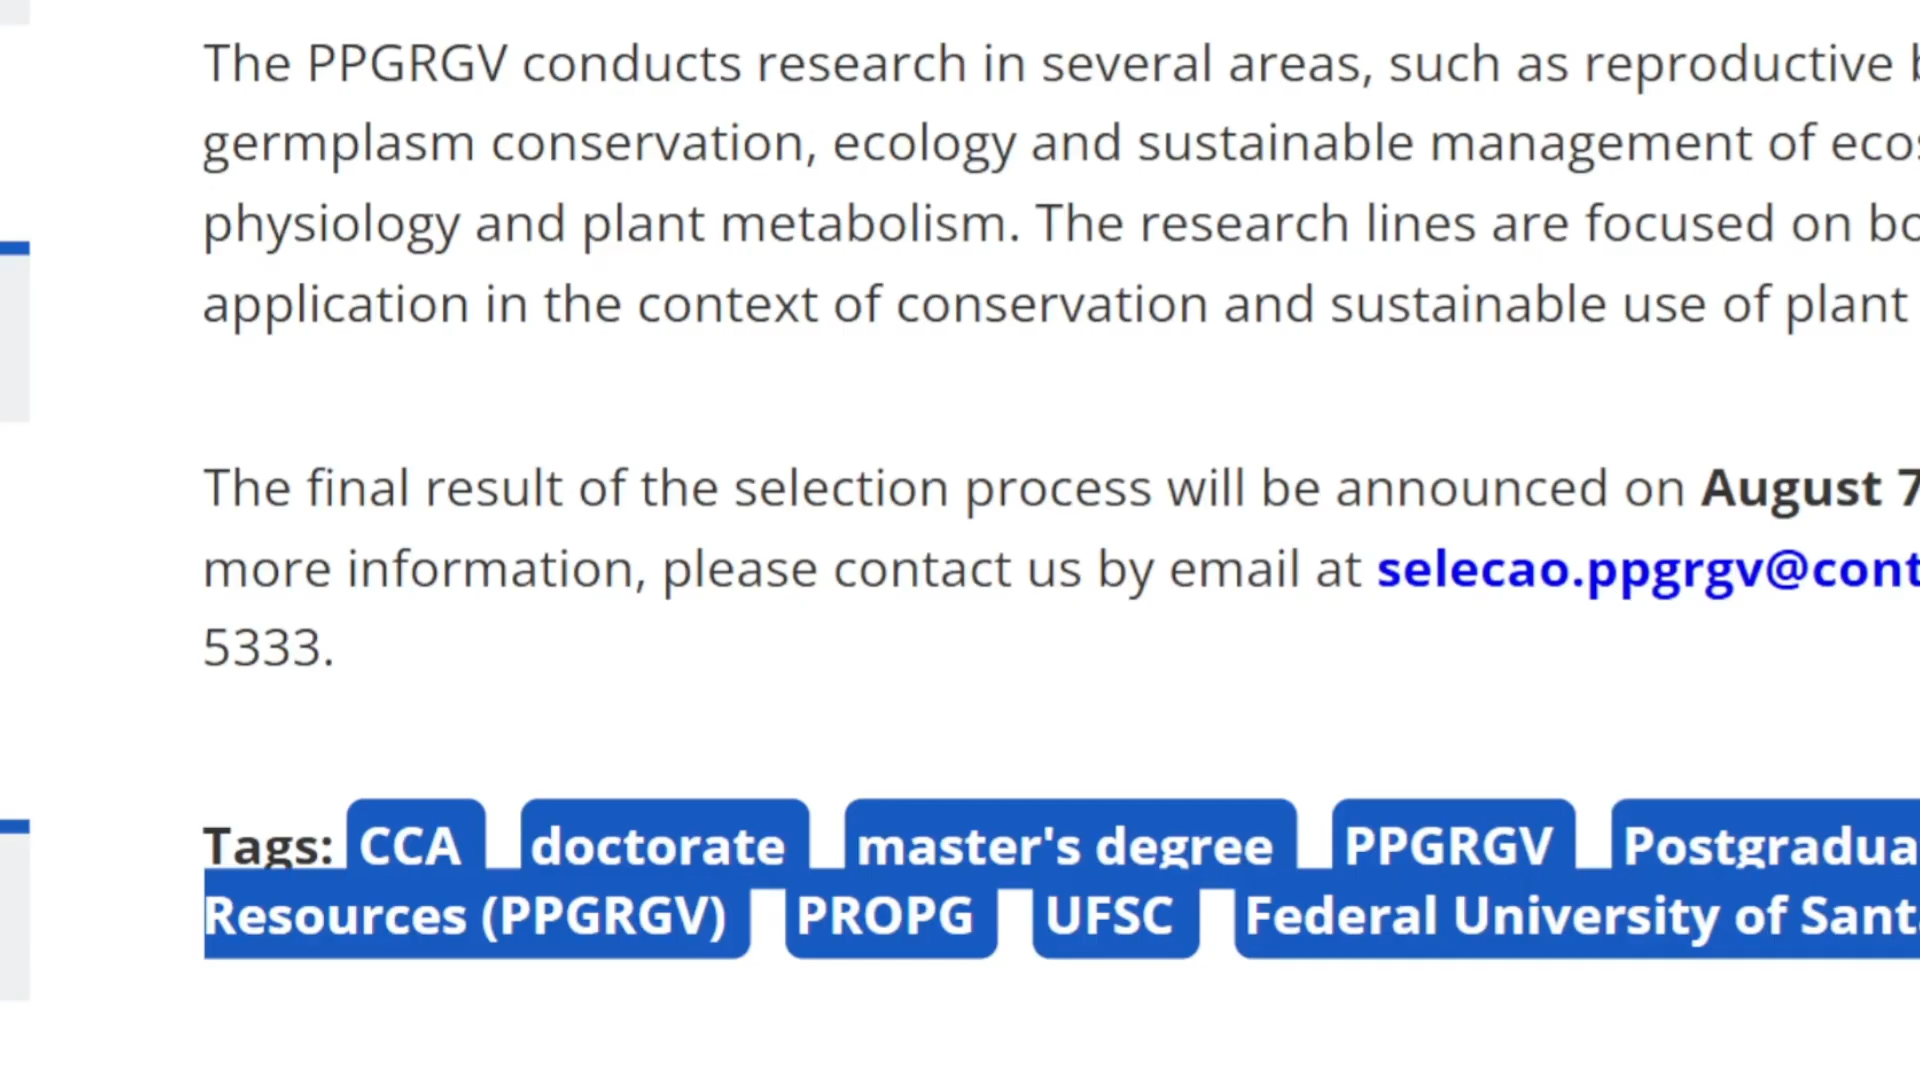 The PPGRGV conducts research in several areas, such as reproductive
germplasm conservation, ecology and sustainable management of
physiology and plant metabolism. The research lines are focused on
application in the context of conservation and sustainable use of plant
The final result of the selection process will be announced on August 7
more information, please contact us by email at selecao.ppgrgv@cont
5333.
Tags: CCA doctorate master's degree PPGRGV Postgradua
Resources (PPGRGV) PROPG UFSC Federal University of Sant